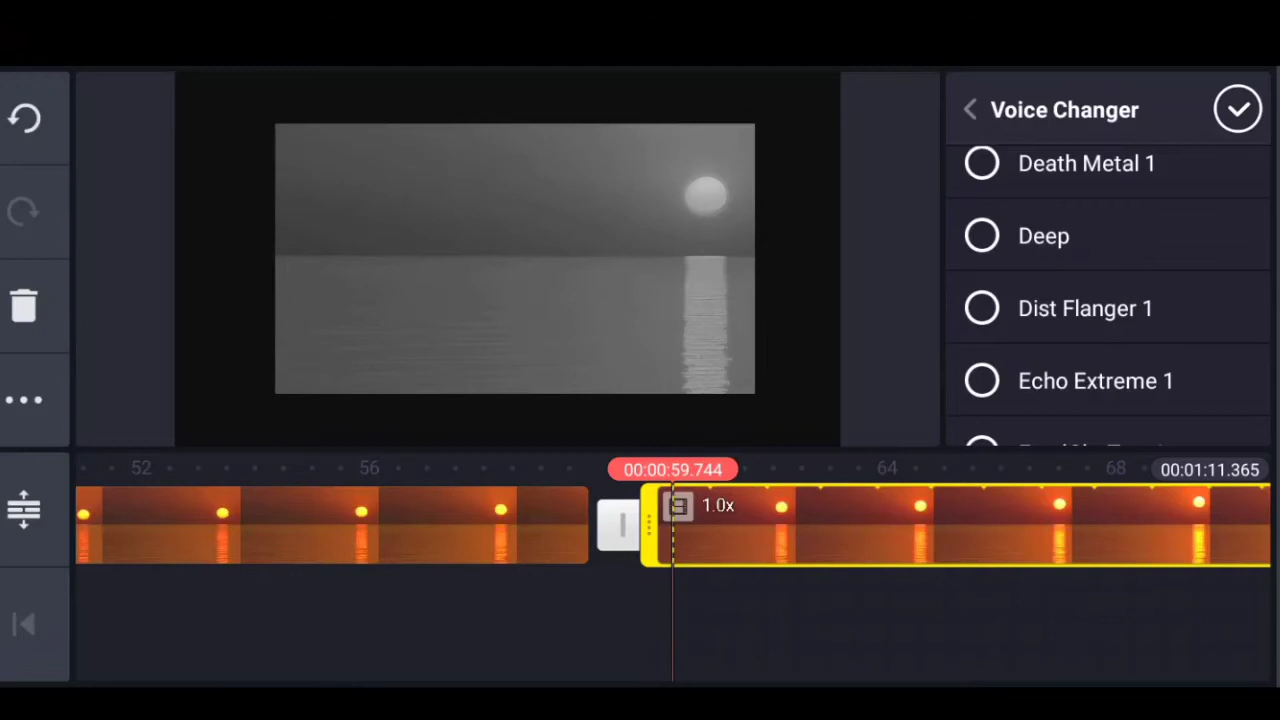 Voice Changer
Death Metal 1
Deep
Dist Flanger 1
Echo Extreme 1
52
56
00:00:59.744
64
68
00:01:11.365
1.0x